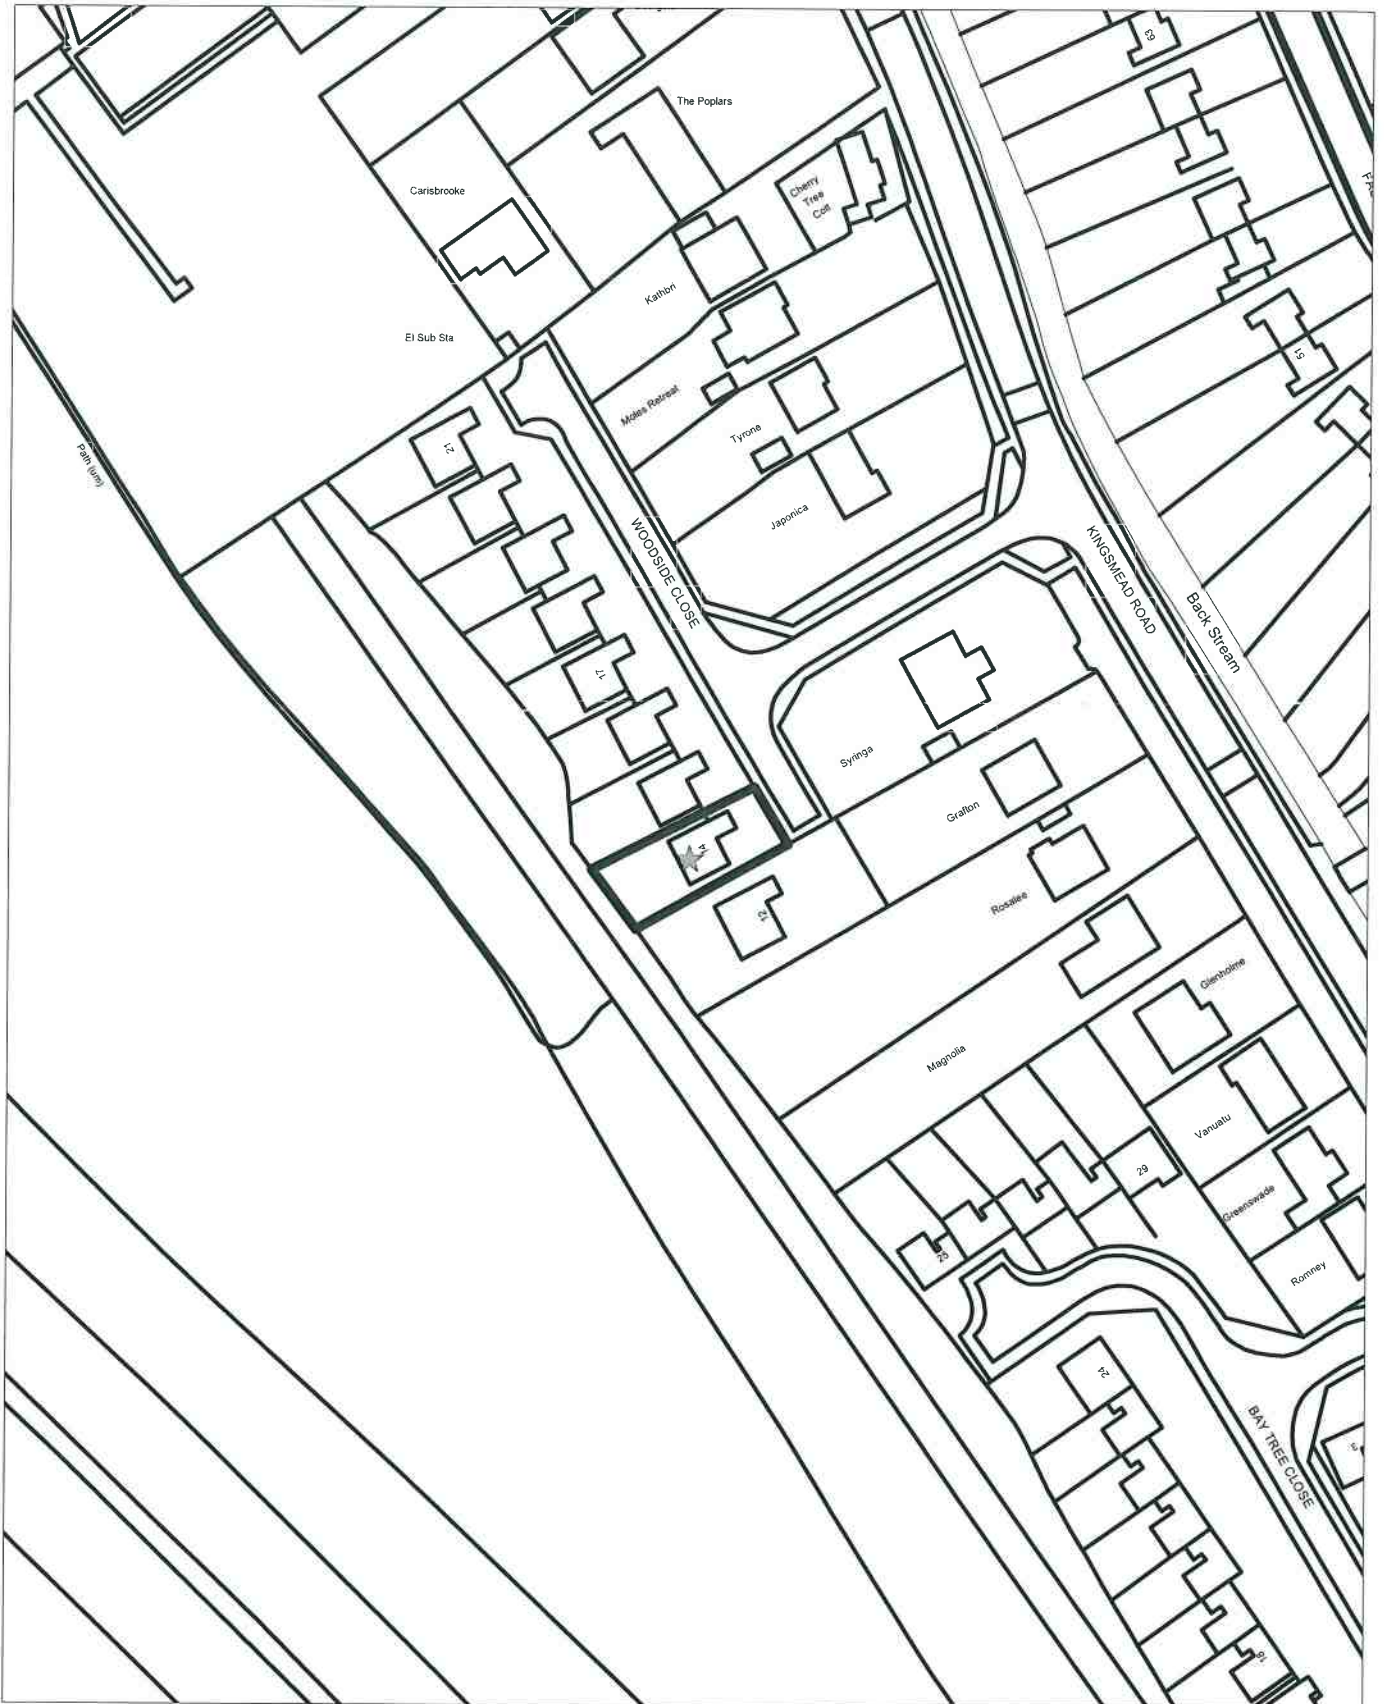 63
The Poplars
Carisbrooke
Cherry
Tree
Cott
Kathbri
El Sub Sta
51
Moles Retreat
Tyrone
21
Path (um)
Japonica
WOODSIDE CLOSE
KINGSMEAD ROAD
Back Stream
17
Syringa
Grafton
Rosalee
12
Glenholme
Magnolia
Vanuatu
29
Greenswade
25
Romney
24
BAY TREE CLOSE
3
16